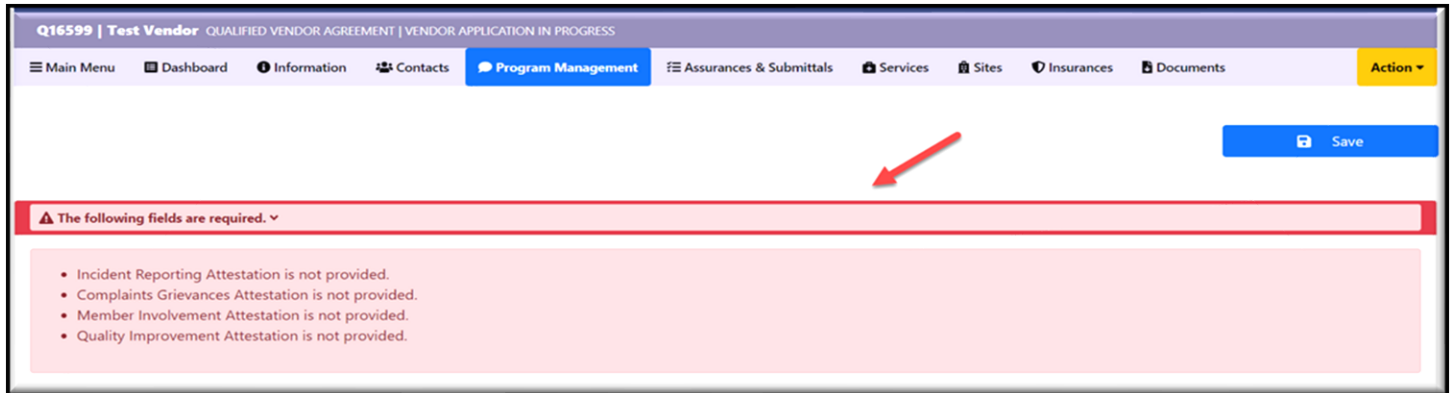 Q16599 | Test Vendor QUALIFIED VENDOR AGREEMENT | VENDOR APPLICATION IN PROGRESS
Main Menu Dashboard Information Contacts Program Management Assurances & Submittals Services Sites Insurances Documents Action
Save
The following fields are required.
• Incident Reporting Attestation is not provided.
• Complaints Grievances Attestation is not provided.
• Member Involvement Attestation is not provided.
• Quality Improvement Attestation is not provided.